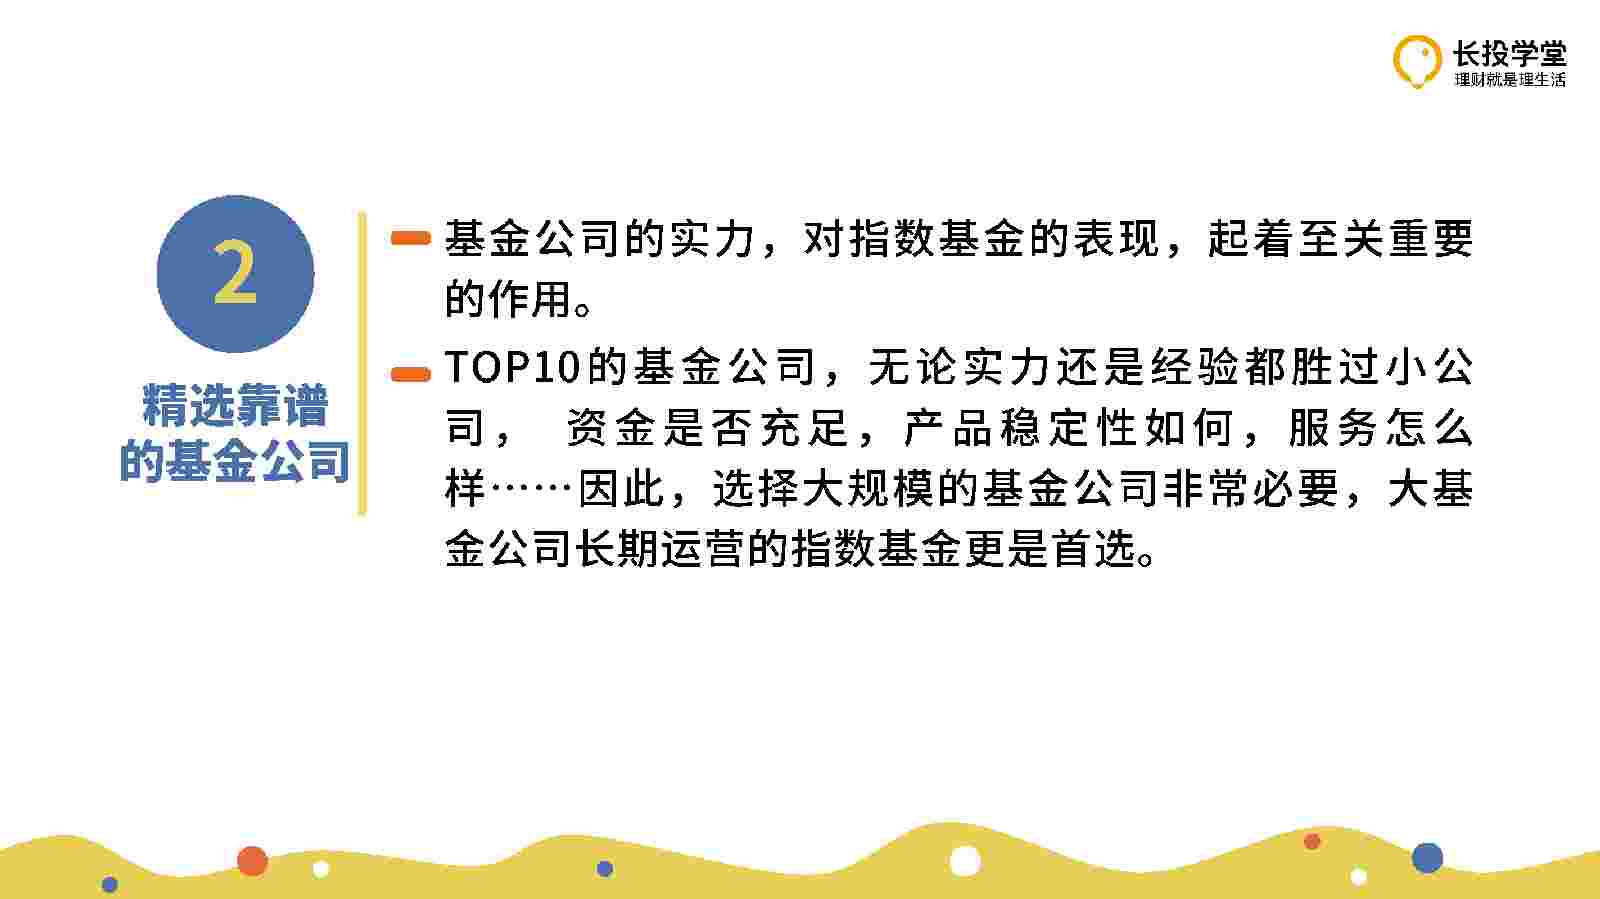 长投学堂
理财就是理生活
2
精选靠谱
的基金公司
基金公司的实力，对指数基金的表现，起着至关重要
的作用。
TOP10的基金公司，无论实力还是经验都胜过小公
司， 资金是否充足，产品稳定性如何，服务怎么
样……因此，选择大规模的基金公司非常必要，大基
金公司长期运营的指数基金更是首选。